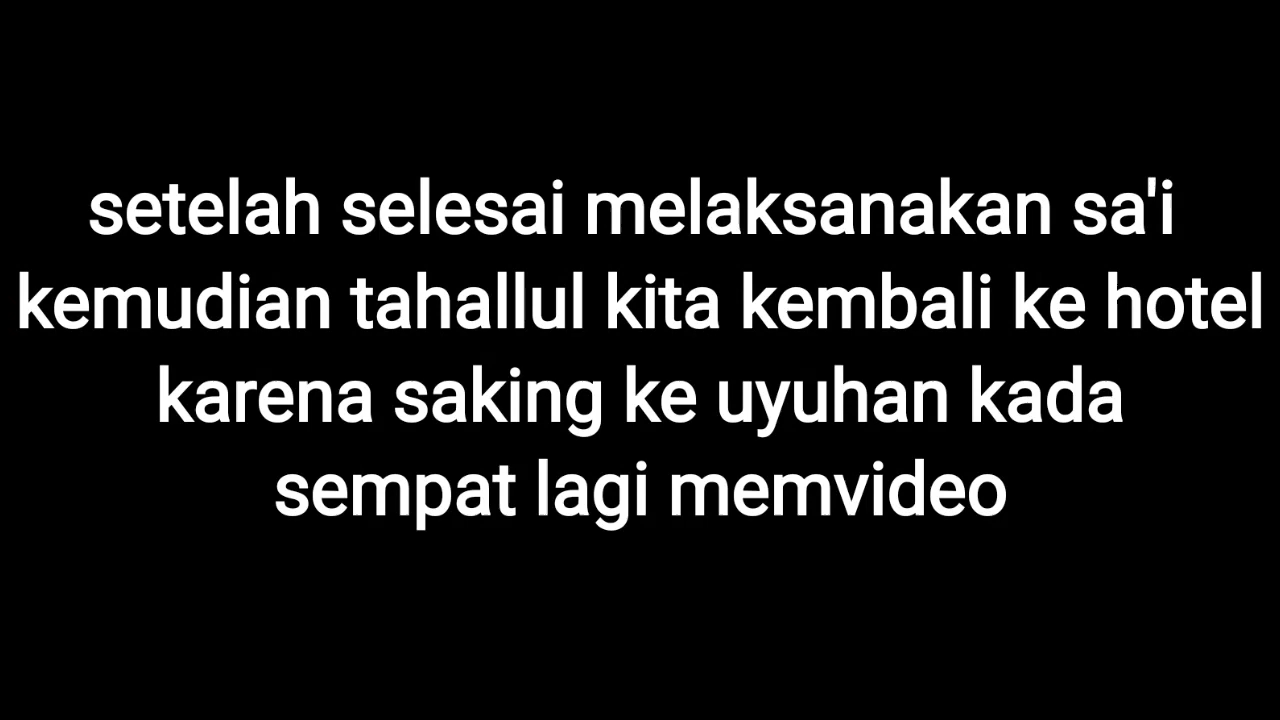 setelah selesai melaksanakan sa'i
kemudian tahallul kita kembali ke hotel
karena saking ke uyuhan kada
sempat lagi memvideo